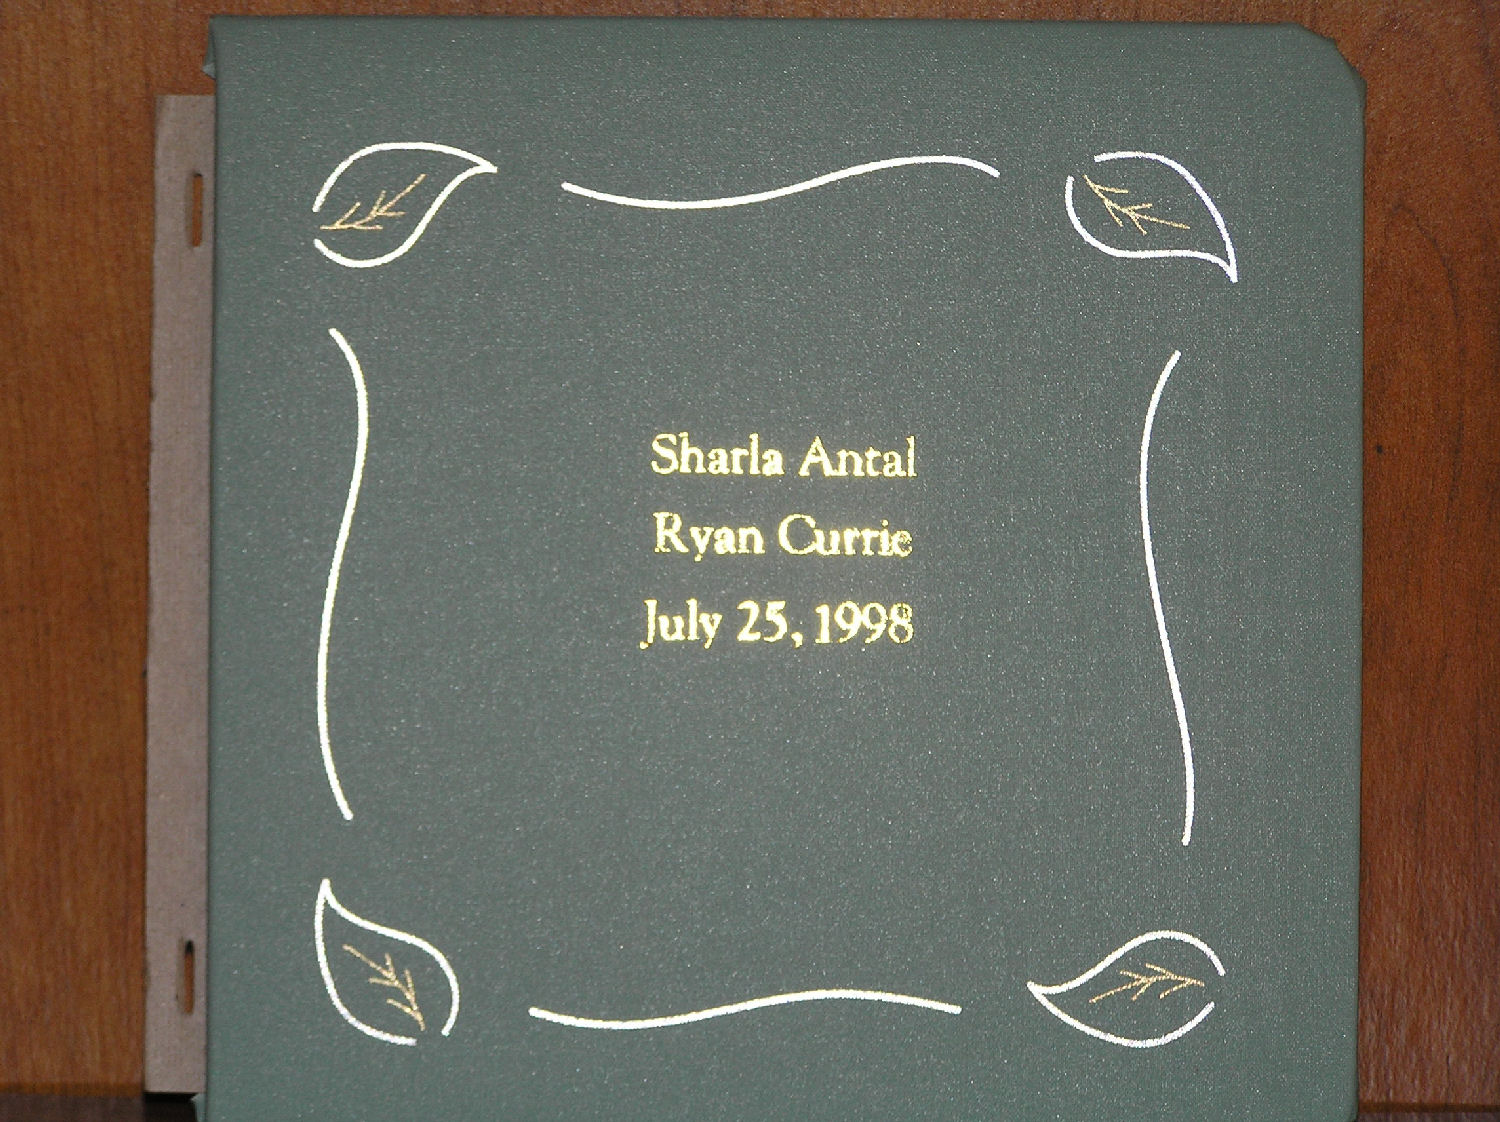 Sharla Antal
Ryan Currie
July 25, 1998